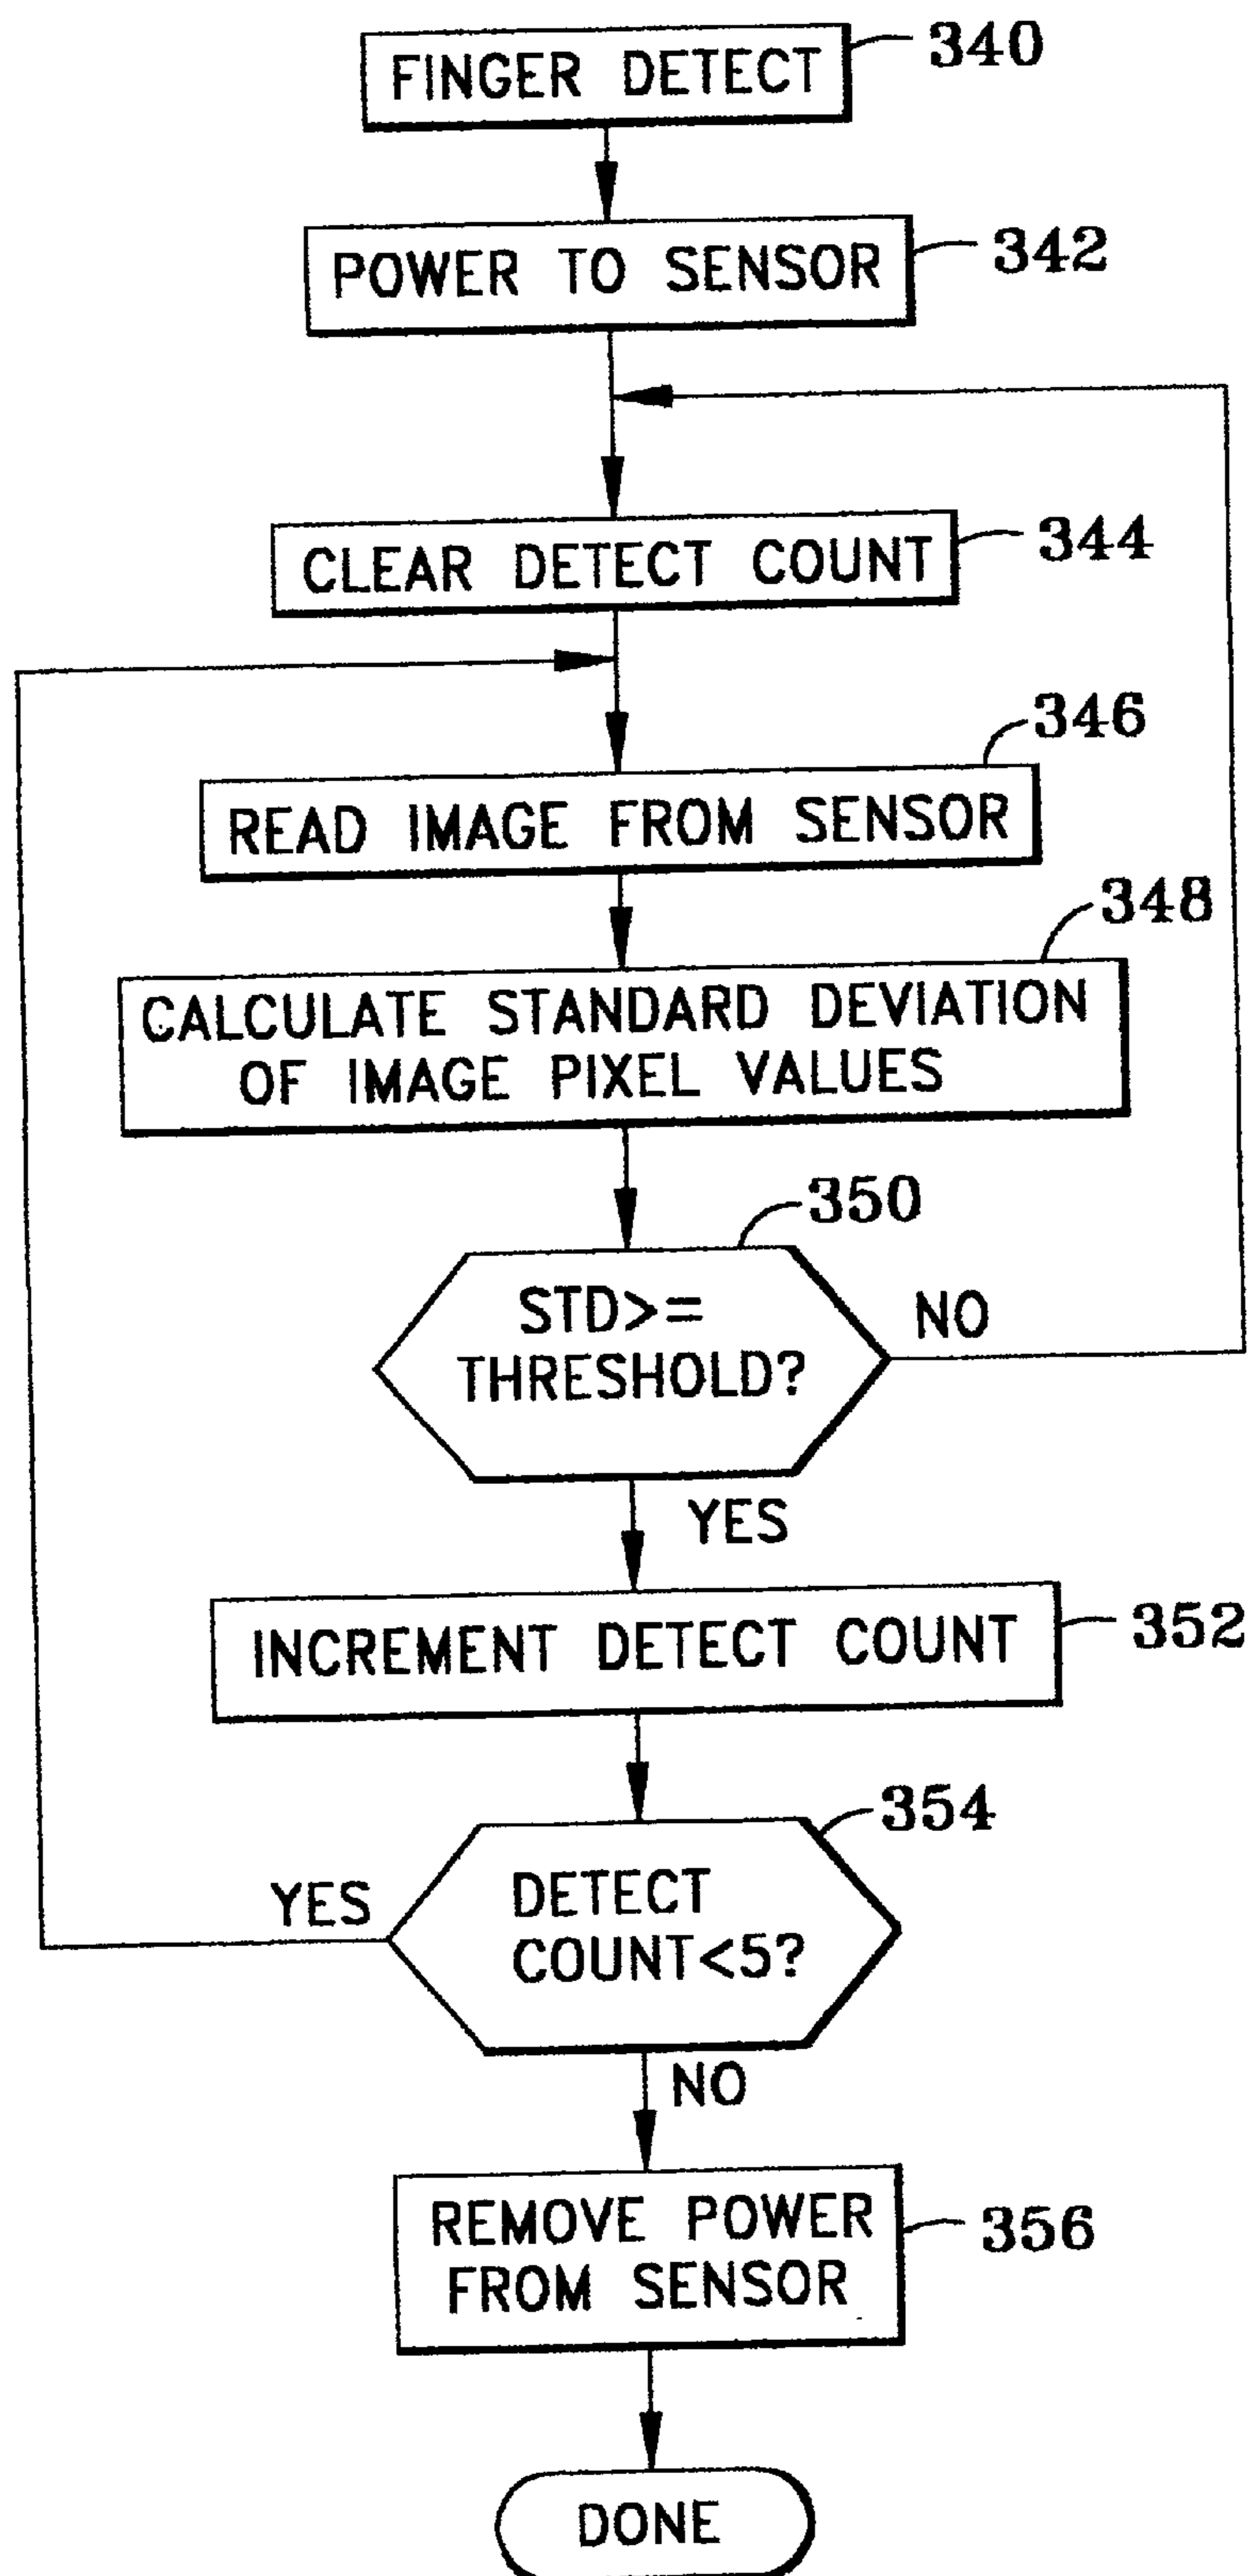 FINGER DETECT
340
POWER TO SENSOR
342
CLEAR DETECT COUNT
344
346
READ IMAGE FROM SENSOR
348
CALCULATE STANDARD DEVIATION
OF IMAGE PIXEL VALUES
350
STD>=
THRESHOLD?
NO
YES
INCREMENT DETECT COUNT
352
354
DETECT
COUNT<5?
YES
NO
REMOVE POWER
FROM SENSOR
356
DONE